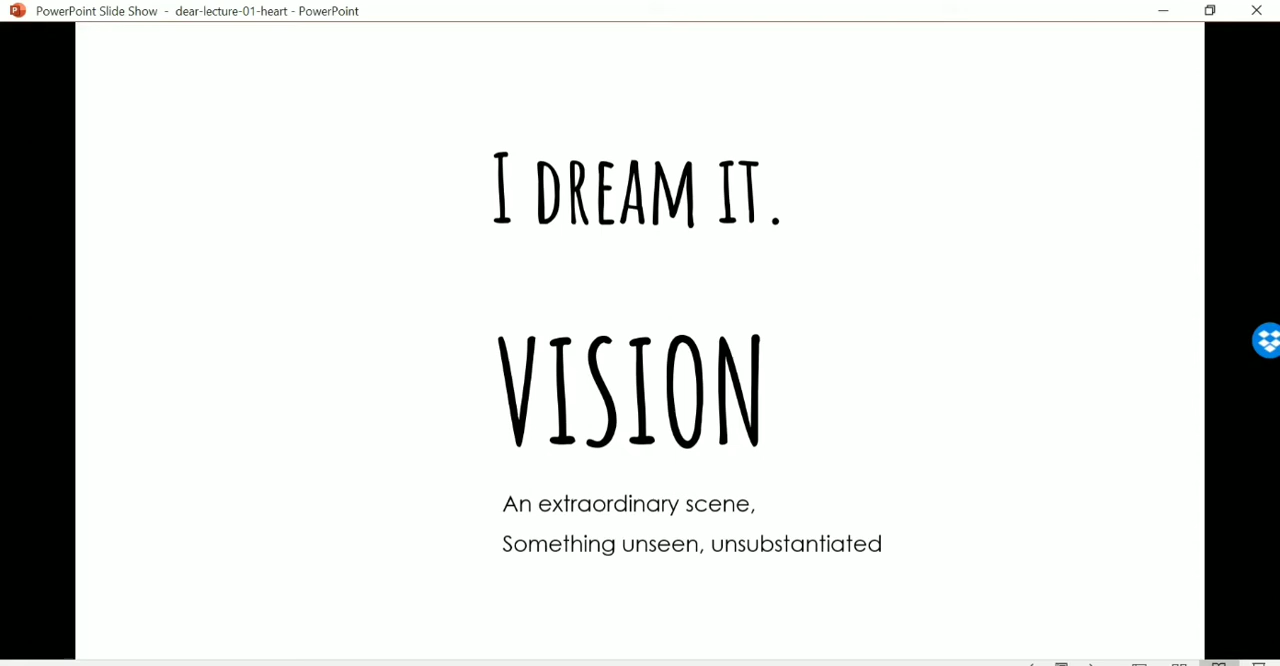 PowerPoint Slide Show - dear-lecture-01-heart - PowerPoint
I DREAM IT.
VISION
An extraordinary scene,
Something unseen, unsubstantiated